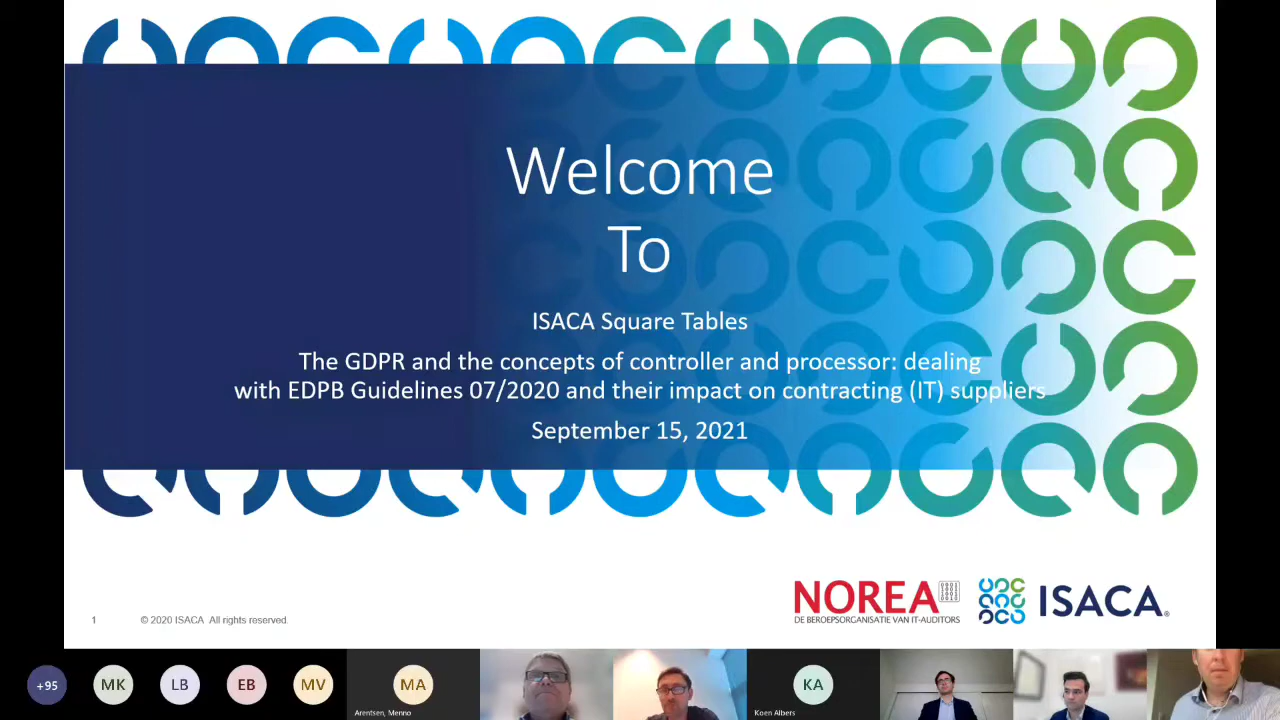 Welcome
To
ISACA Square Tables
The GDPR and the concepts of controller and processor: dealing
with EDPB Guidelines 07/2020 and their impact on contracting (IT) suppliers
September 15, 2021
NOREA
DE BEROEPSORGANISATIE VAN IT-AUDITORS
ISACA®
1
© 2020 ISACA All rights reserved.
+95
MK
LB
EB
MV
MA
Arentsen, Menno
KA
Koen Albers